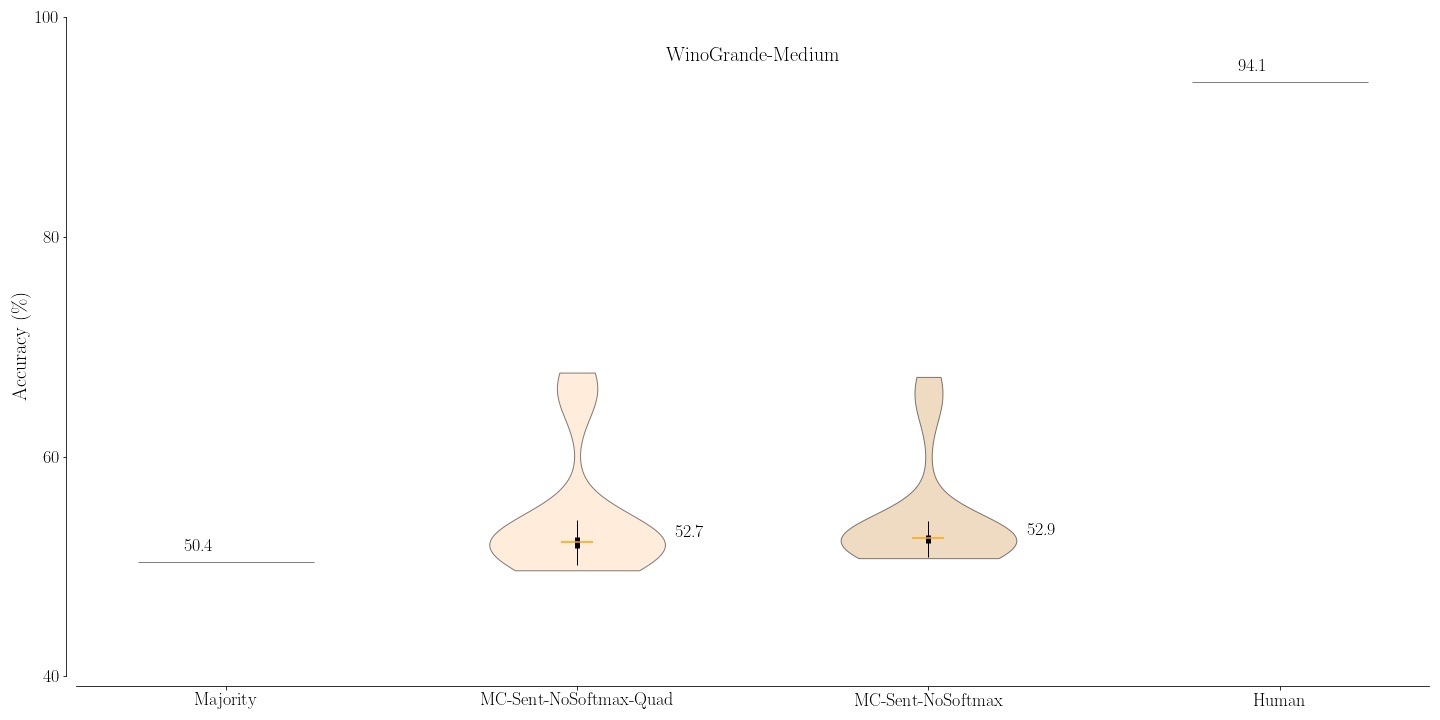 WinoGrande-Medium
Accuracy (%)
100
80
60
40
50.4
52.7
52.9
94.1
Majority
MC-Sent-NoSoftmax-Quad
MC-Sent-NoSoftmax
Human